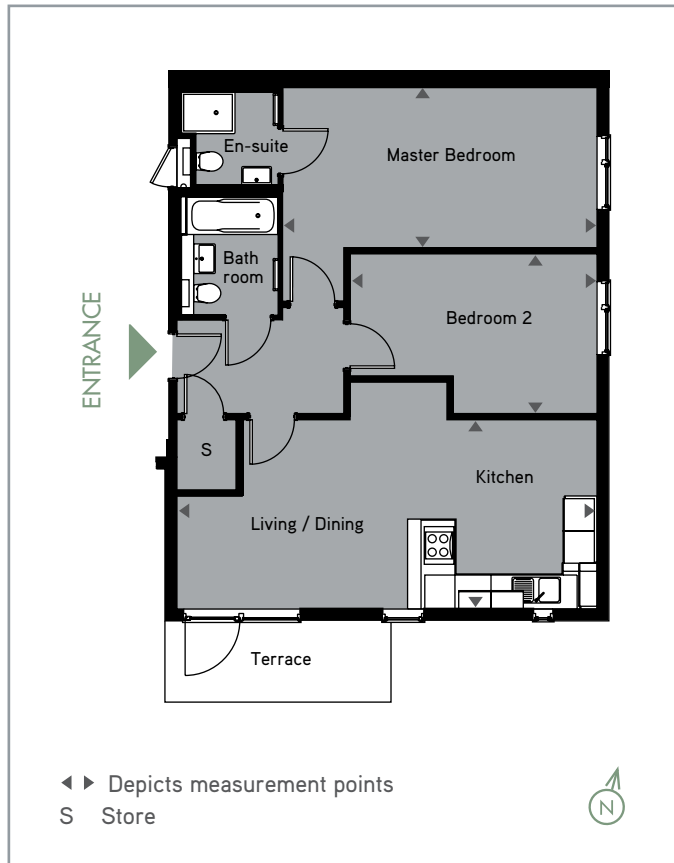 En-suite
Master Bedroom
Bath
room
ENTRANCE
Bedroom 2
S
Kitchen
Living / Dining
Terrace
Depicts measurement points
S Store
N